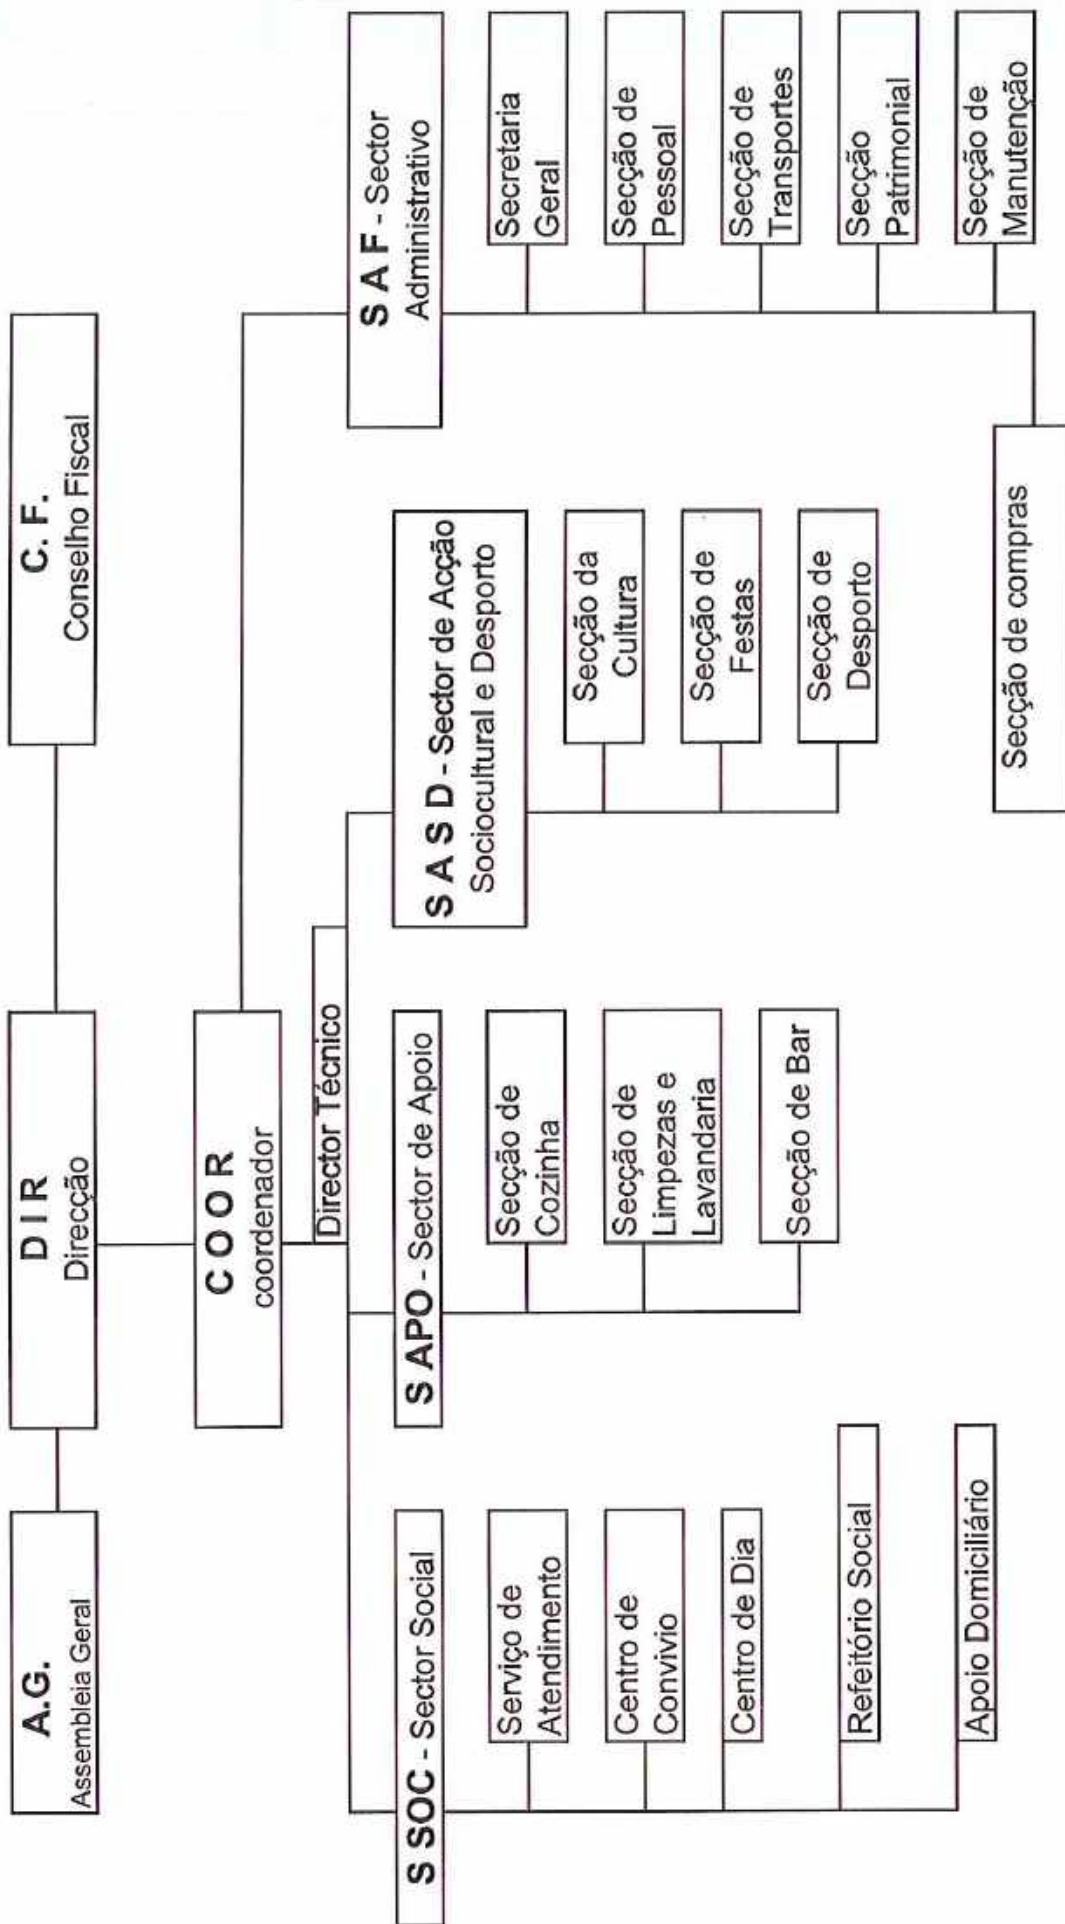 A.G.
Assembleia Geral
D I R
Direcção
C. F.
Conselho Fiscal
C O O R
coordenador
Director Técnico
S SOC - Sector Social
Serviço de
Atendimento
Centro de
Convivio
Centro de Dia
Refeitório Social
Apoio Domiciliário
S APO - Sector de Apoio
Secção de
Cozinha
Secção de
Limpezas e
Lavandaria
Secção de Bar
S A S D - Sector de Acção
Sociocultural e Desporto
Secção da
Cultura
Secção de
Festas
Secção de
Desporto
S A F - Sector
Administrativo
Secretaria
Geral
Secção de
Pessoal
Secção de
Transportes
Secção
Patrimonial
Secção de
Manutenção
Secção de compras